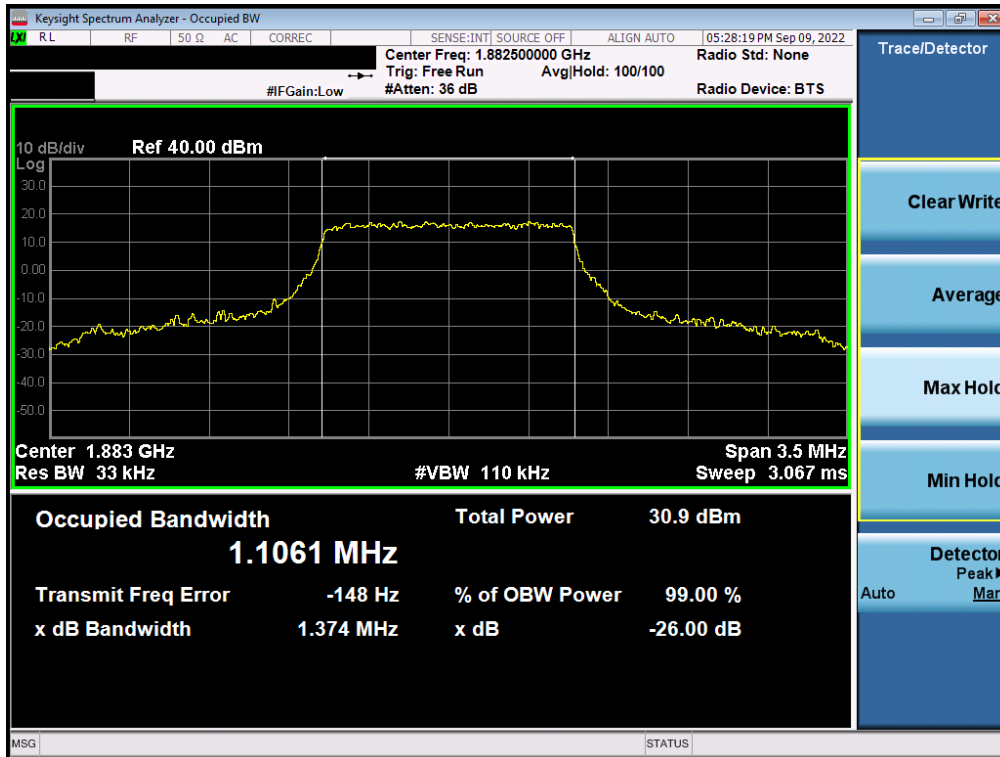 Keysight Spectrum Analyzer - Occupied BW
LXI RL RF 50 Ω AC CORREC SENSE:INT SOURCE OFF ALIGN AUTO 05:28:19 PM Sep 09, 2022
Center Freq: 1.882500000 GHz Radio Std: None
Trig: Free Run Avg|Hold: 100/100
#IFGain:Low #Atten: 36 dB Radio Device: BTS
10 dB/div Ref 40.00 dBm
Log
30.0
20.0
10.0
0.00
-10.0
-20.0
-30.0
-40.0
-50.0
Center 1.883 GHz Span 3.5 MHz
Res BW 33 kHz #VBW 110 kHz Sweep 3.067 ms
Occupied Bandwidth Total Power 30.9 dBm
1.1061 MHz
Transmit Freq Error -148 Hz % of OBW Power 99.00 %
x dB Bandwidth 1.374 MHz x dB -26.00 dB
MSG STATUS
Trace/Detector
Clear Write
Average
Max Hold
Min Hold
Detector
Peak
Auto Man